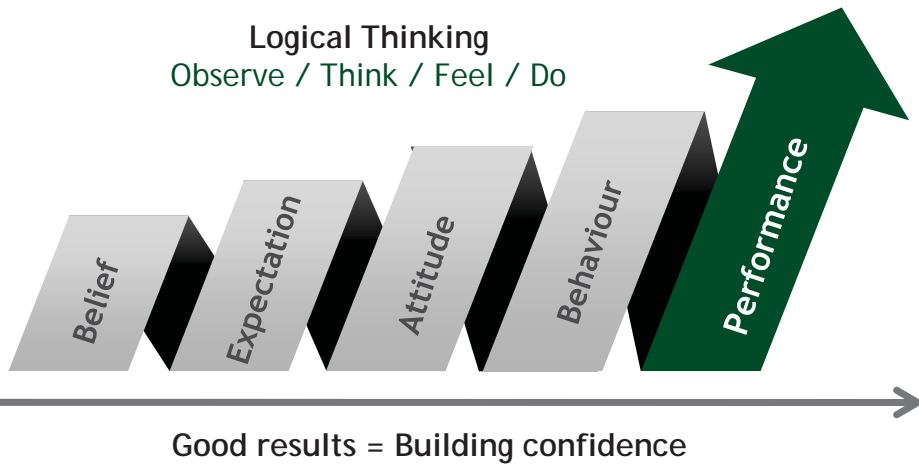 Logical Thinking
Observe / Think / Feel / Do
Belief
Expectation
Attitude
Behaviour
Performance
Good results = Building confidence